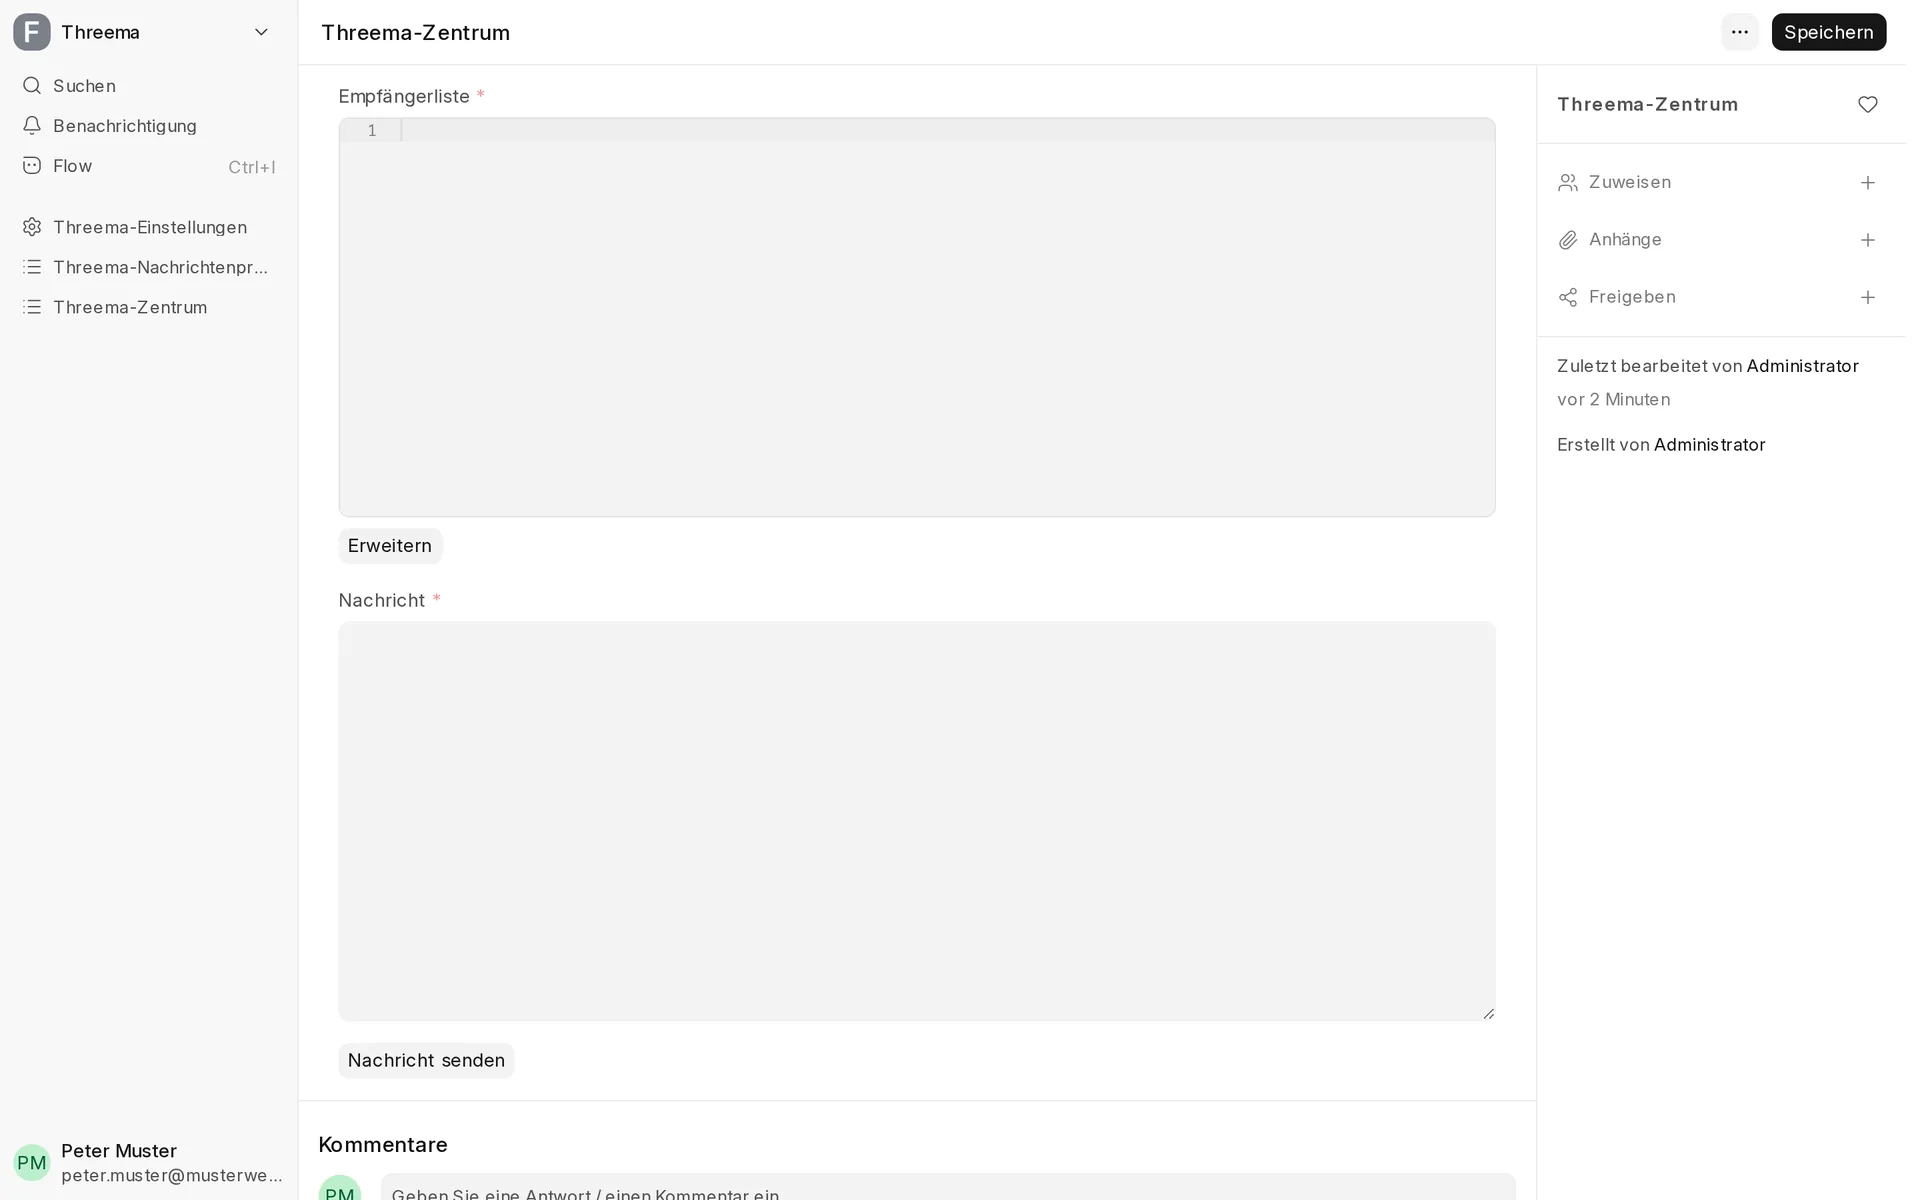 F Threema
Suchen
Benachrichtigung
Flow Ctrl+I
Threema-Einstellungen
Threema-Nachrichtenpr...
Threema-Zentrum
PM Peter Muster
peter.muster@musterwe...
Threema-Zentrum
... Speichern
Empfängerliste *
1
Erweitern
Nachricht *
Nachricht senden
Kommentare
PM Geben Sie eine Antwort / einen Kommentar ein
Threema-Zentrum
Zuweisen
Anhänge
Freigeben
Zuletzt bearbeitet von Administrator
vor 2 Minuten
Erstellt von Administrator